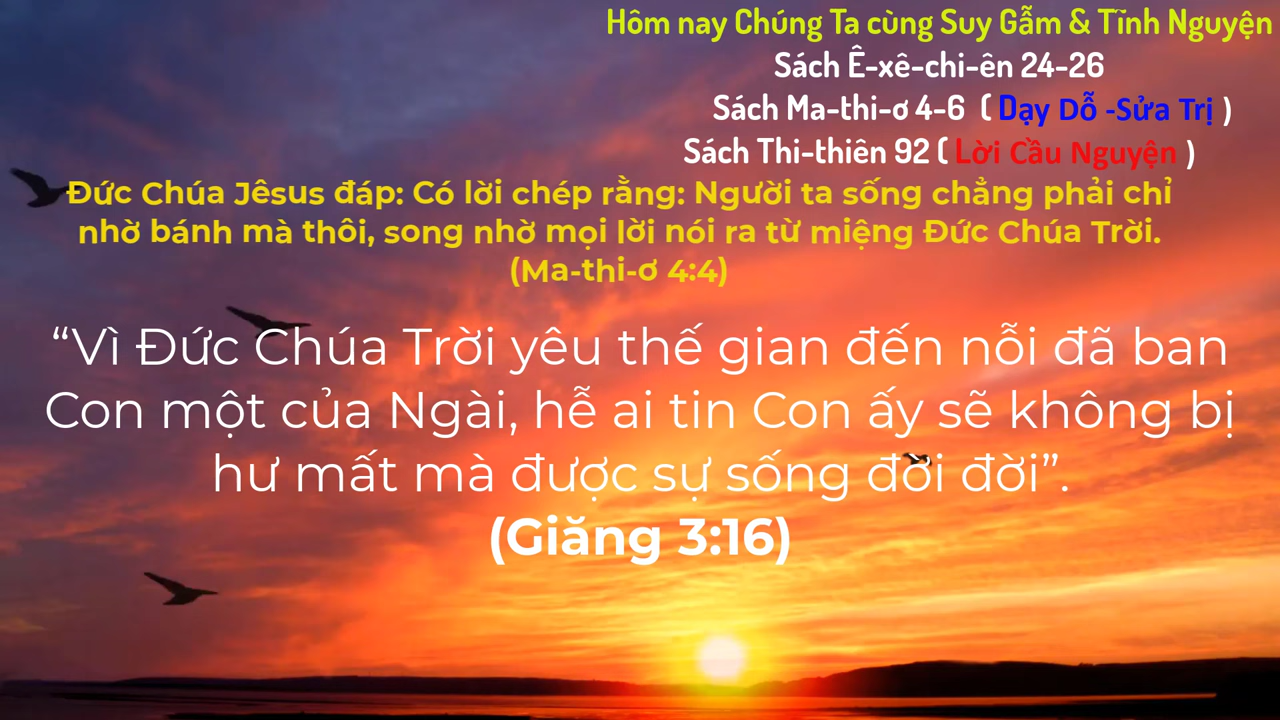 Hôm nay Chúng Ta cùng Suy Gẫm & Tĩnh Nguyện
Sách Ê-xê-chi-ên 24-26
Sách Ma-thi-ơ 4-6 ( Dạy Dỗ -Sửa Trị )
Sách Thi-thiên 92 ( Lời Cầu Nguyện )
Đức Chúa Jêsus đáp: Có lời chép rằng: Người ta sống chẳng phải chỉ
nhờ bánh mà thôi, song nhờ mọi lời nói ra từ miệng Đức Chúa Trời.
(Ma-thi-ơ 4:4)
“Vì Đức Chúa Trời yêu thế gian đến nỗi đã ban
Con một của Ngài, hễ ai tin Con ấy sẽ không bị
hư mất mà được sự sống đời đời”.
(Giăng 3:16)